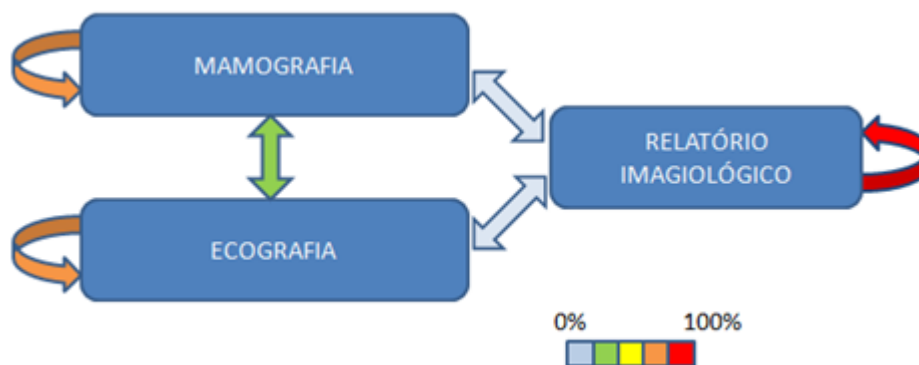 MAMOGRAFIA
RELATÓRIO
IMAGIOLÓGICO
ECOGRAFIA
0% 100%